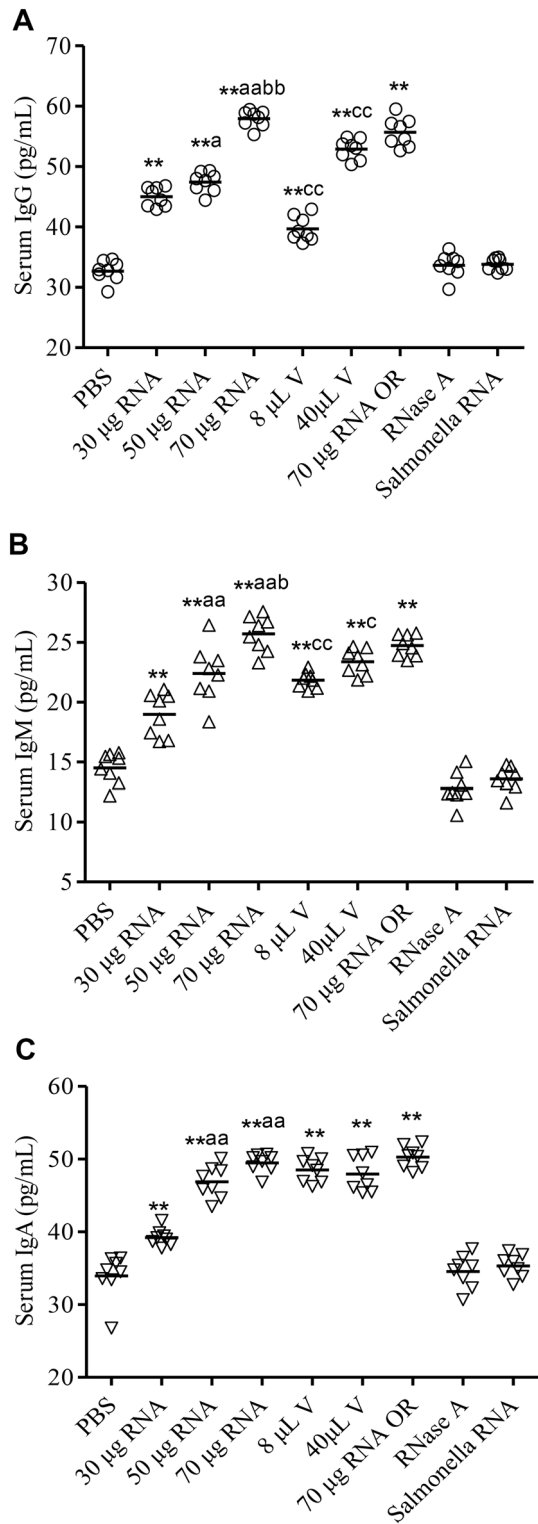 A
70
60
50
40
30
20
Serum IgG (pg/mL)
**
**a
**aabb
**cc
**cc
**
PBS
30 µg RNA
50 µg RNA
70 µg RNA
8 µL V
40µL V
70 µg RNA OR
RNase A
Salmonella RNA
B
30
25
20
15
10
5
Serum IgM (pg/mL)
**
**aa
**aab
**cc
**c
**
PBS
30 µg RNA
50 µg RNA
70 µg RNA
8 µL V
40µL V
70 µg RNA OR
RNase A
Salmonella RNA
C
60
50
40
30
20
Serum IgA (pg/mL)
**
**aa
**aa
**
**
**
PBS
30 µg RNA
50 µg RNA
70 µg RNA
8 µL V
40µL V
70 µg RNA OR
RNase A
Salmonella RNA